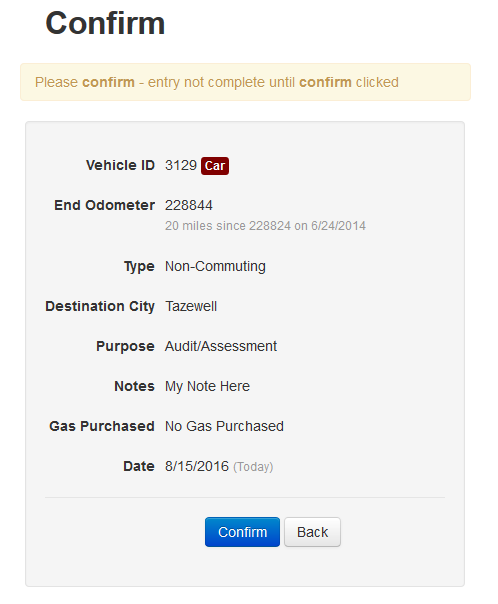 Confirm
Please confirm - entry not complete until confirm clicked
Vehicle ID 3129 Car
End Odometer 228844
20 miles since 228824 on 6/24/2014
Type Non-Commuting
Destination City Tazewell
Purpose Audit/Assessment
Notes My Note Here
Gas Purchased No Gas Purchased
Date 8/15/2016 (Today)
Confirm Back